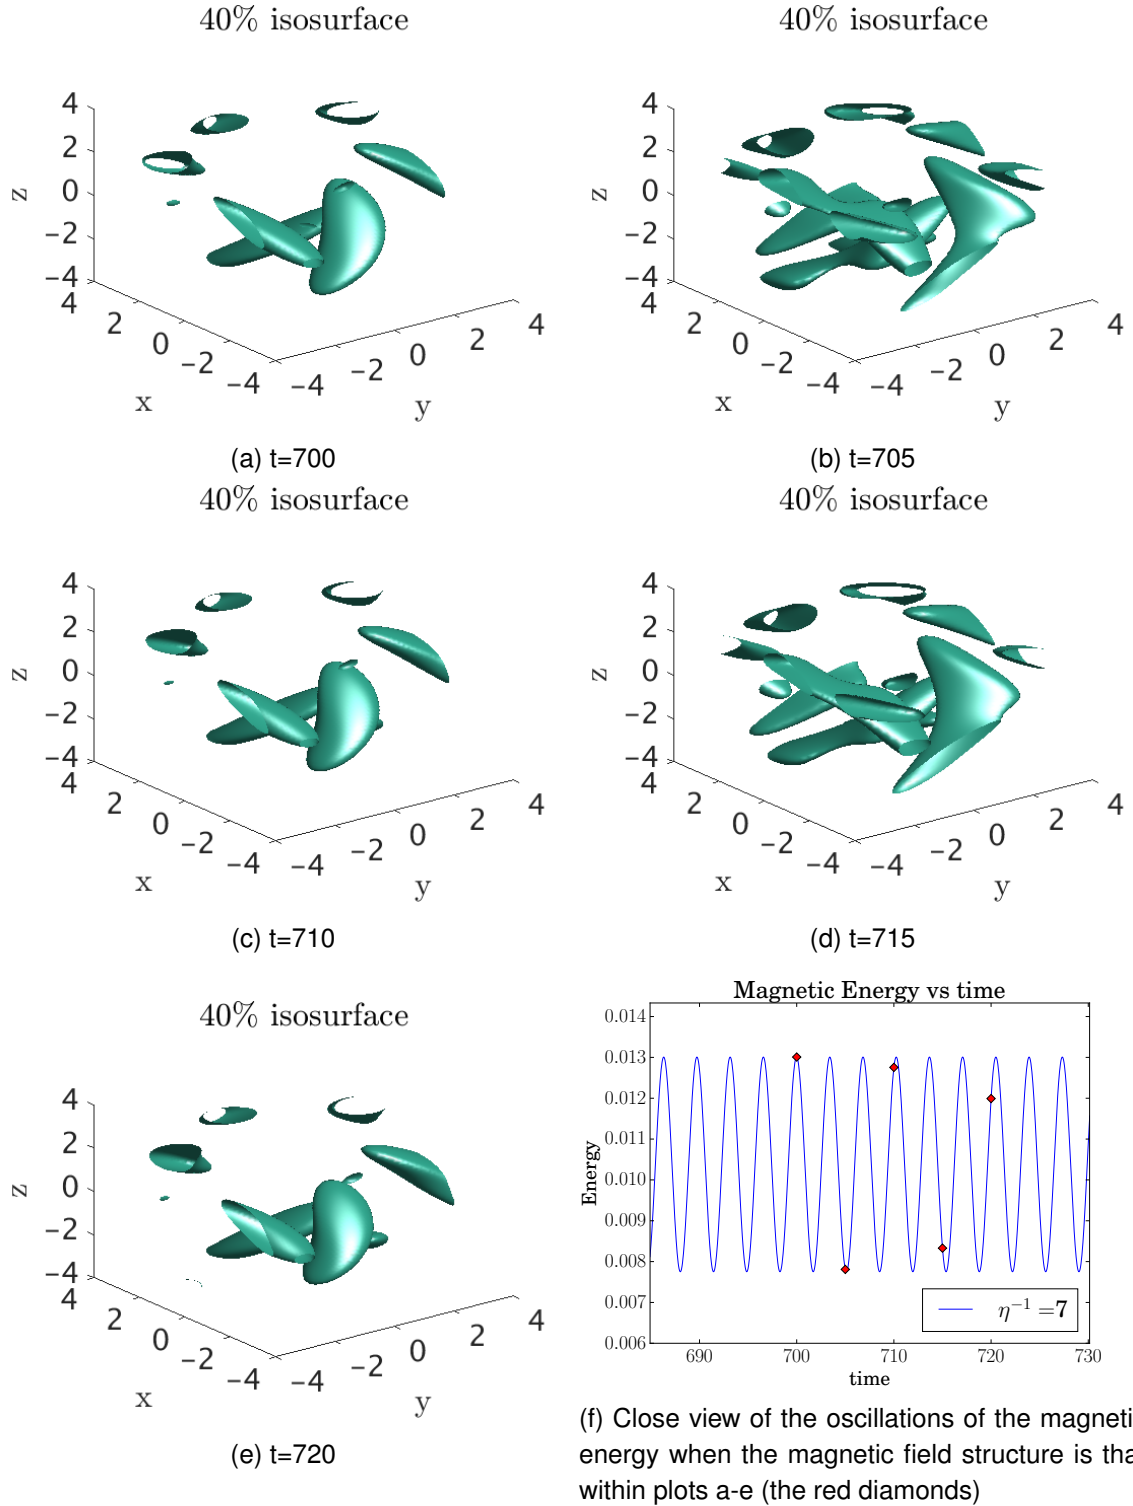 40% isosurface
40% isosurface
4
2
0
−2
−4
z
4
2
0
−2
−4
x
−4
−2
0
2
4
y
4
2
0
−2
−4
z
4
2
0
−2
−4
x
−4
−2
0
2
4
y
(a) t=700
(b) t=705
40% isosurface
40% isosurface
4
2
0
−2
−4
z
4
2
0
−2
−4
x
−4
−2
0
2
4
y
4
2
0
−2
−4
z
4
2
0
−2
−4
x
−4
−2
0
2
4
y
(c) t=710
(d) t=715
40% isosurface
4
2
0
−2
−4
z
4
2
0
−2
−4
x
−4
−2
0
2
4
y
(e) t=720
Magnetic Energy vs time
0.014
0.013
0.012
0.011
0.010
0.009
0.008
0.007
0.006
Energy
η⁻¹ =7
690
700
710
720
730
time
(f) Close view of the oscillations of the magneti
energy when the magnetic field structure is tha
within plots a-e (the red diamonds)